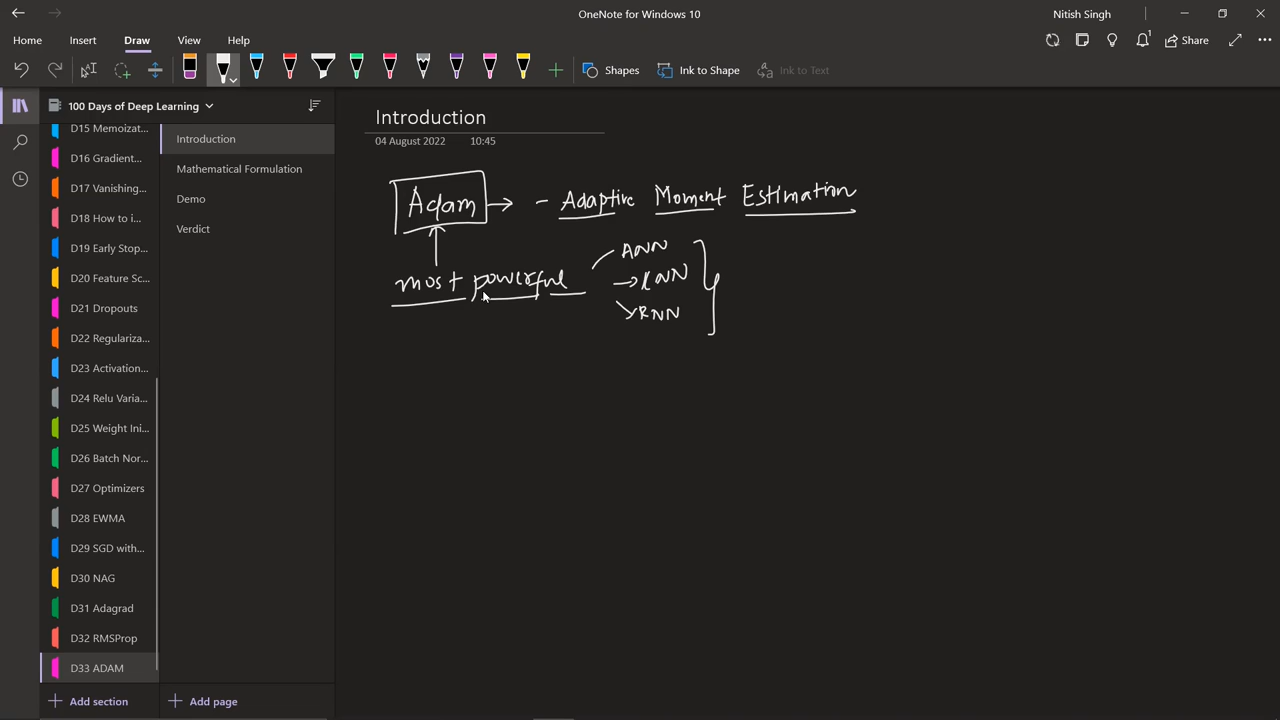 OneNote for Windows 10
Nitish Singh
Home Insert Draw View Help
Share
Shapes Ink to Shape Ink to Text
100 Days of Deep Learning
D15 Memoizat...
D16 Gradient...
D17 Vanishing...
D18 How to i...
D19 Early Stop...
D20 Feature Sc...
D21 Dropouts
D22 Regulariza...
D23 Activation...
D24 Relu Varia...
D25 Weight Ini...
D26 Batch Nor...
D27 Optimizers
D28 EWMA
D29 SGD with...
D30 NAG
D31 Adagrad
D32 RMSProp
D33 ADAM
Add section
Introduction
Mathematical Formulation
Demo
Verdict
Add page
Introduction
04 August 2022 10:45
Adam → - Adaptive Moment Estimation
most powerful
ANN
CNN
RNN